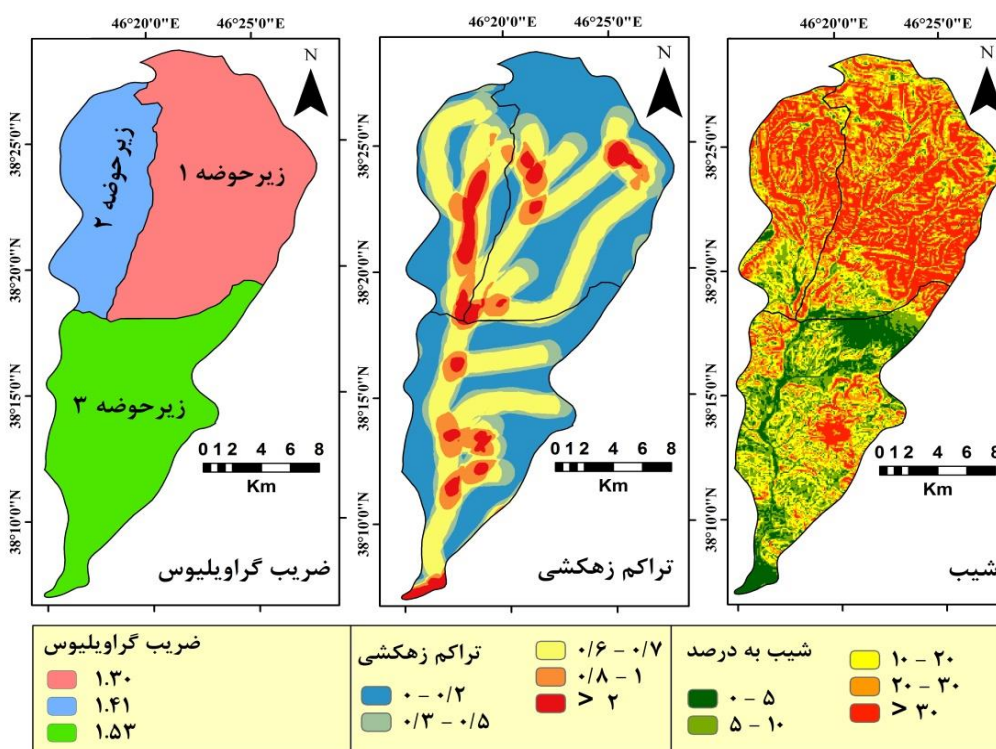 46°20'0"E 46°25'0"E 46°20'0"E 46°25'0"E 46°20'0"E 46°25'0"E
N N N
38°25'0"N 38°25'0"N 38°25'0"N
38°20'0"N 38°20'0"N 38°20'0"N
38°15'0"N 38°15'0"N 38°15'0"N
38°10'0"N 38°10'0"N 38°10'0"N
زیرحوضه ۱
زیرحوضه ۲
زیرحوضه ۳
0 1 2 4 6 8
Km
ضریب گراویلیوس
0 1 2 4 6 8
Km
تراکم زهکشی
0 1 2 4 6 8
Km
شیب
ضریب گراویلیوس
۱.۳۰
۱.۴۱
۱.۵۳
تراکم زهکشی
۰ - ۰/۲
۰/۳ - ۰/۵
۰/۶ - ۰/۷
۰/۸ - ۱
> ۲
شیب به درصد
۰ - ۵
۵ - ۱۰
۱۰ - ۲۰
۲۰ - ۳۰
> ۳۰